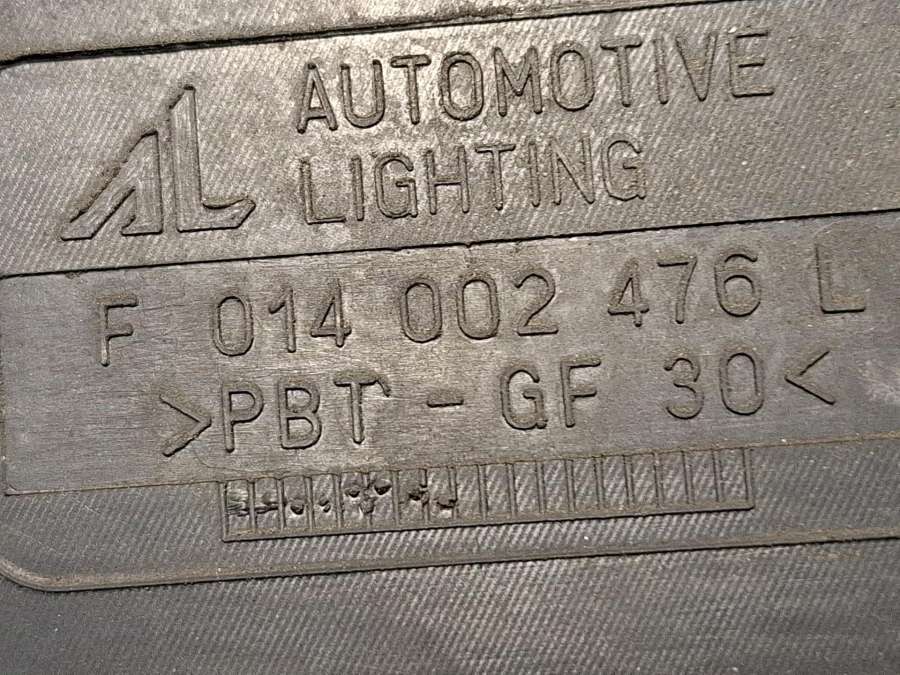 AL AUTOMOTIVE
LIGHTING
F 014 002 476 L
>PBT - GF 30<